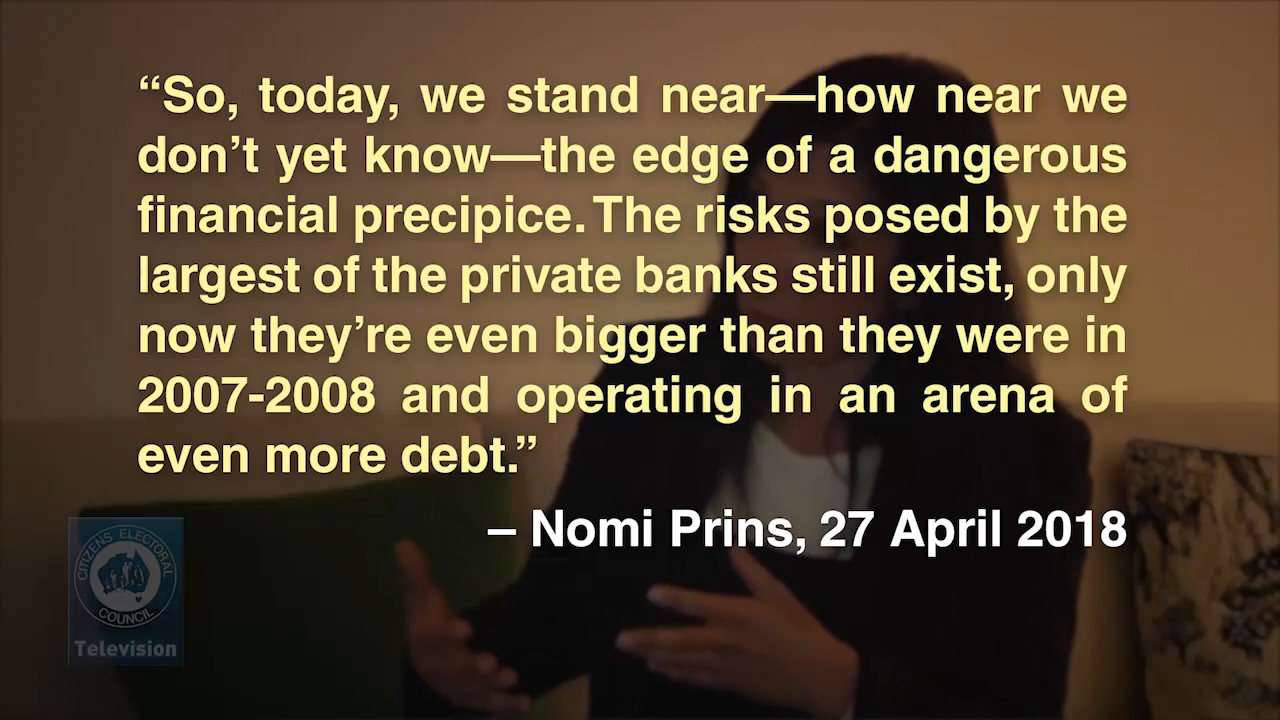 “So, today, we stand near—how near we
don’t yet know—the edge of a dangerous
financial precipice. The risks posed by the
largest of the private banks still exist, only
now they’re even bigger than they were in
2007-2008 and operating in an arena of
even more debt.”
– Nomi Prins, 27 April 2018
CITIZENS ELECTORAL
COUNCIL
Television